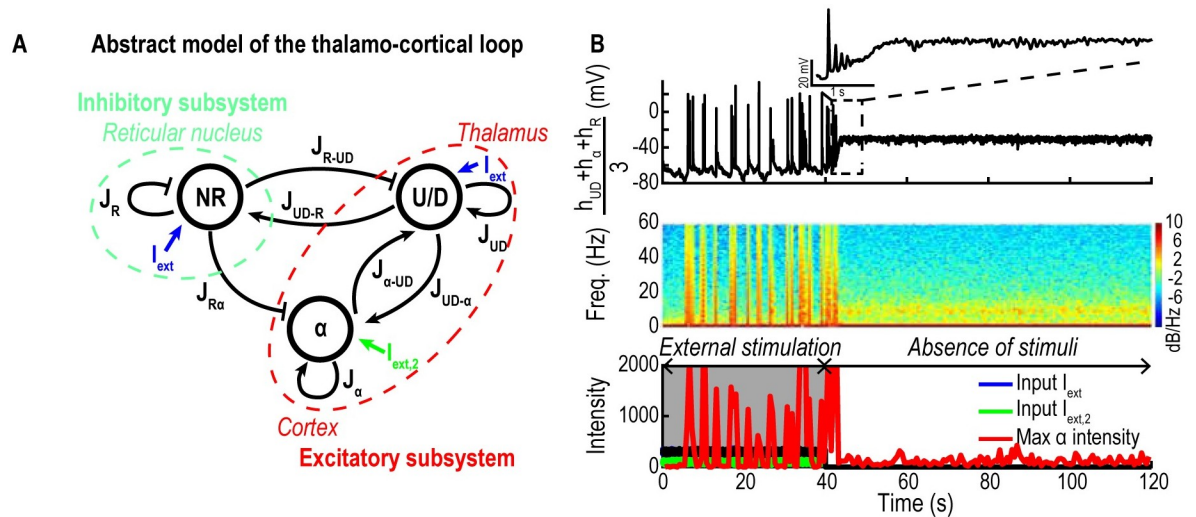 A
Abstract model of the thalamo-cortical loop
Inhibitory subsystem
Reticular nucleus
Thalamus
J_R-UD
I_ext
J_R
NR
U/D
J_UD-R
J_UD
I_ext
J_Rα
J_α-UD
J_UD-α
α
I_ext,2
J_α
Cortex
Excitatory subsystem
B
20 mV
1 s
h_UD+h_α+h_R
3
(mV)
0
-40
-80
Freq. (Hz)
60
40
20
0
10
6
2
-2
-6
-10
dB/Hz
External stimulation
Absence of stimuli
Intensity
2000
1000
0
Input I_ext
Input I_ext,2
Max α intensity
0 20 40 60 80 100 120
Time (s)